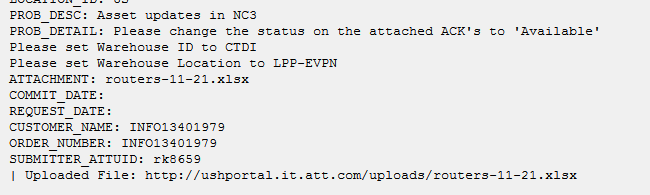 LOCATION_ID: US
PROB_DESC: Asset updates in NC3
PROB_DETAIL: Please change the status on the attached ACK's to 'Available'
Please set Warehouse ID to CTDI
Please set Warehouse Location to LPP-EVPN
ATTACHMENT: routers-11-21.xlsx
COMMIT_DATE:
REQUEST_DATE:
CUSTOMER_NAME: INFO13401979
ORDER_NUMBER: INFO13401979
SUBMITTER_ATTUID: rk8659
| Uploaded File: http://ushportal.it.att.com/uploads/routers-11-21.xlsx